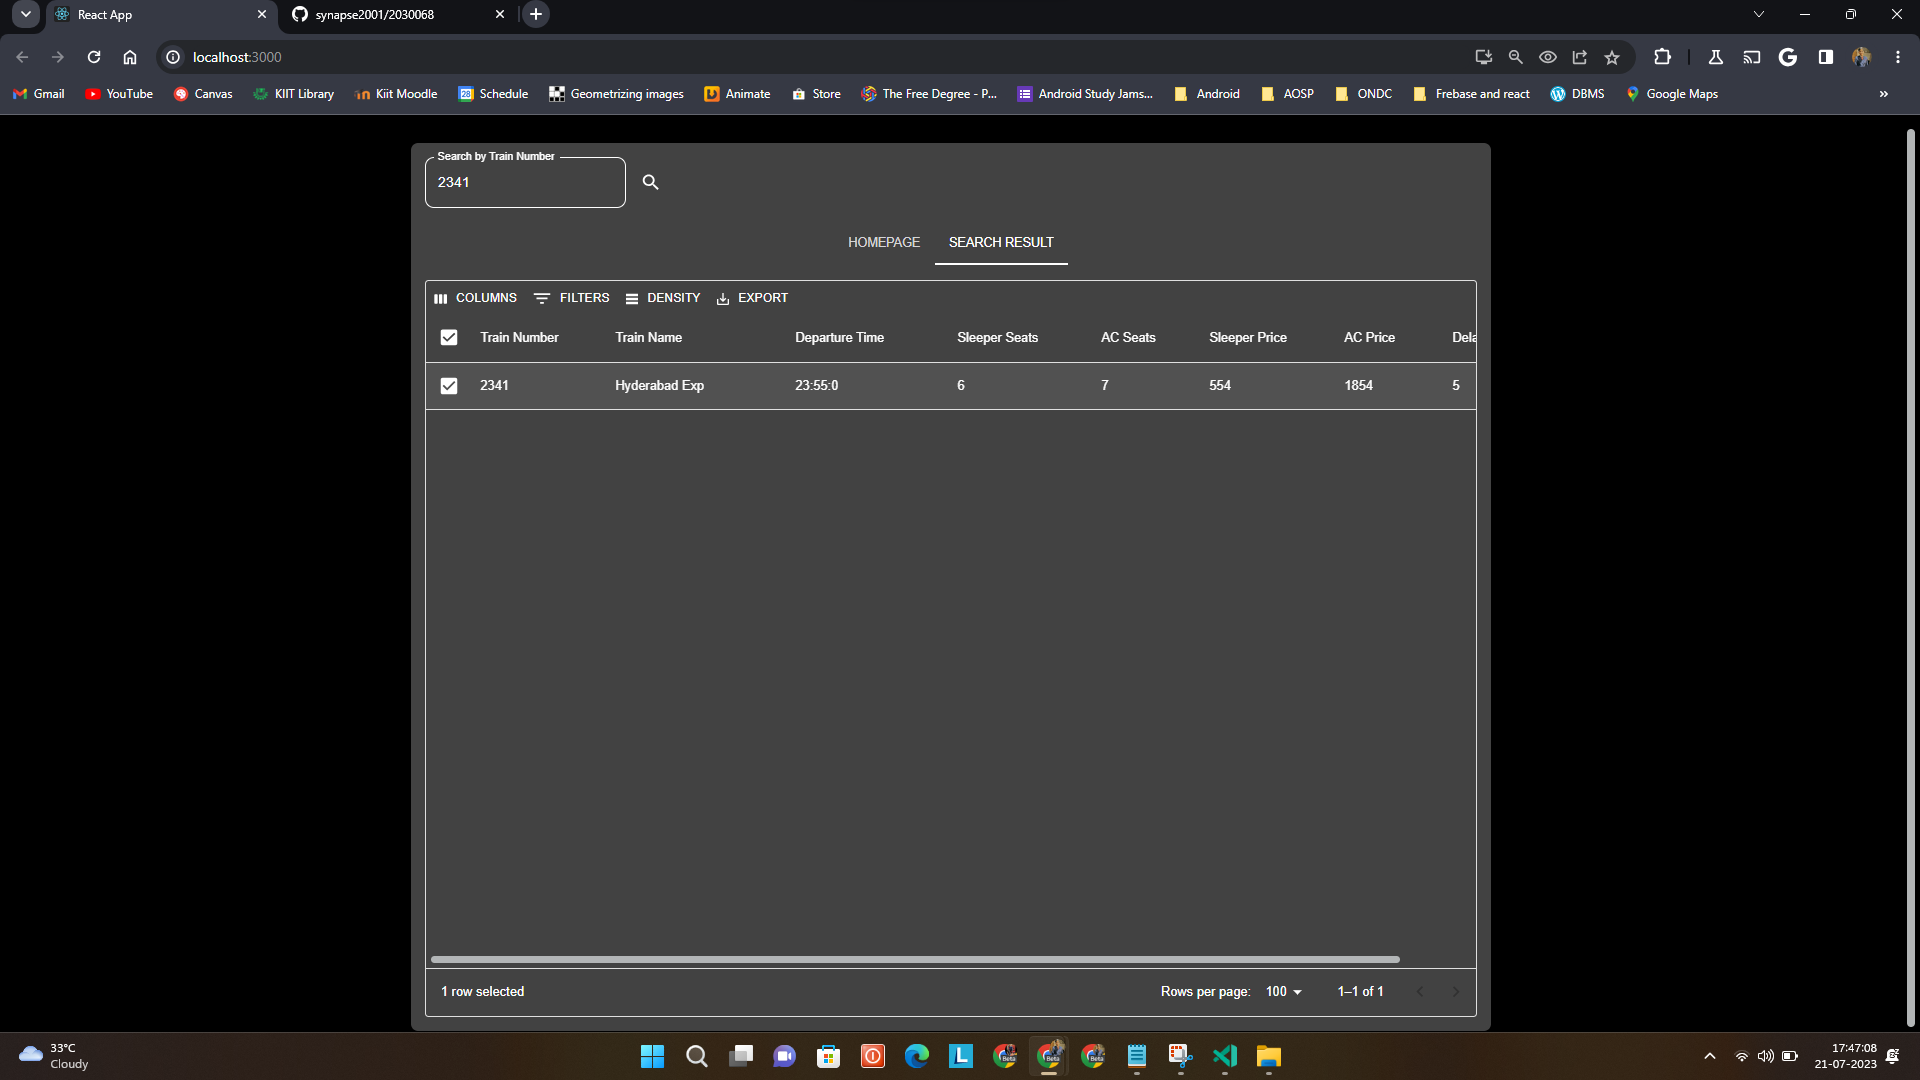 React App
synapse2001/2030068
localhost:3000
Gmail YouTube Canvas KIIT Library Kiit Moodle Schedule Geometrizing images Animate Store The Free Degree - P... Android Study Jams... Android AOSP ONDC Frebase and react DBMS Google Maps »
Search by Train Number
2341
HOMEPAGE SEARCH RESULT
COLUMNS FILTERS DENSITY EXPORT
Train Number Train Name Departure Time Sleeper Seats AC Seats Sleeper Price AC Price Dela
2341 Hyderabad Exp 23:55:0 6 7 554 1854 5
1 row selected Rows per page: 100 1–1 of 1
33°C
Cloudy
17:47:08
21-07-2023